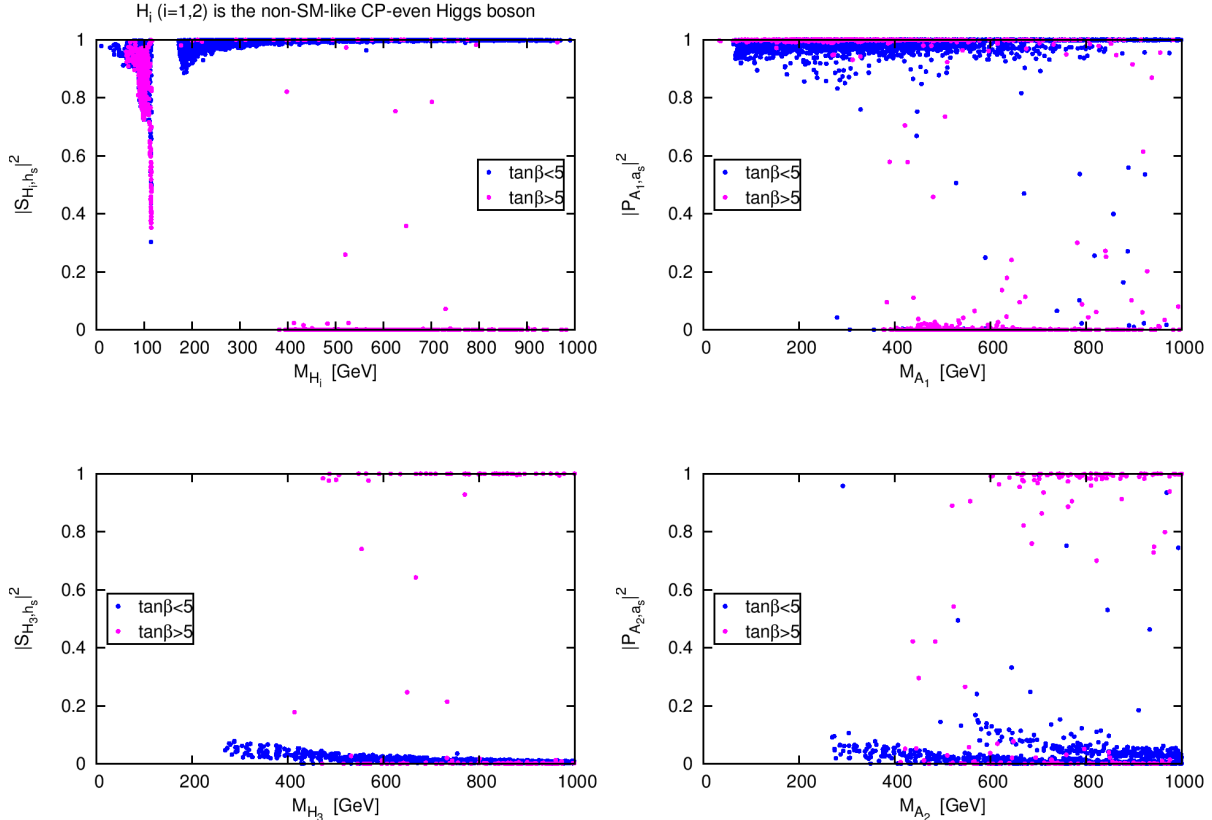 H_i (i=1,2) is the non-SM-like CP-even Higgs boson
|S_{H_i,h_s}|^2
1
0.8
0.6
0.4
0.2
0
tanβ<5
tanβ>5
0 100 200 300 400 500 600 700 800 900 1000
M_{H_i} [GeV]
|P_{A_1,a_s}|^2
1
0.8
0.6
0.4
0.2
0
tanβ<5
tanβ>5
0 200 400 600 800 1000
M_{A_1} [GeV]
|S_{H_3,h_s}|^2
1
0.8
0.6
0.4
0.2
0
tanβ<5
tanβ>5
0 200 400 600 800 1000
M_{H_3} [GeV]
|P_{A_2,a_s}|^2
1
0.8
0.6
0.4
0.2
0
tanβ<5
tanβ>5
0 200 400 600 800 1000
M_{A_2} [GeV]